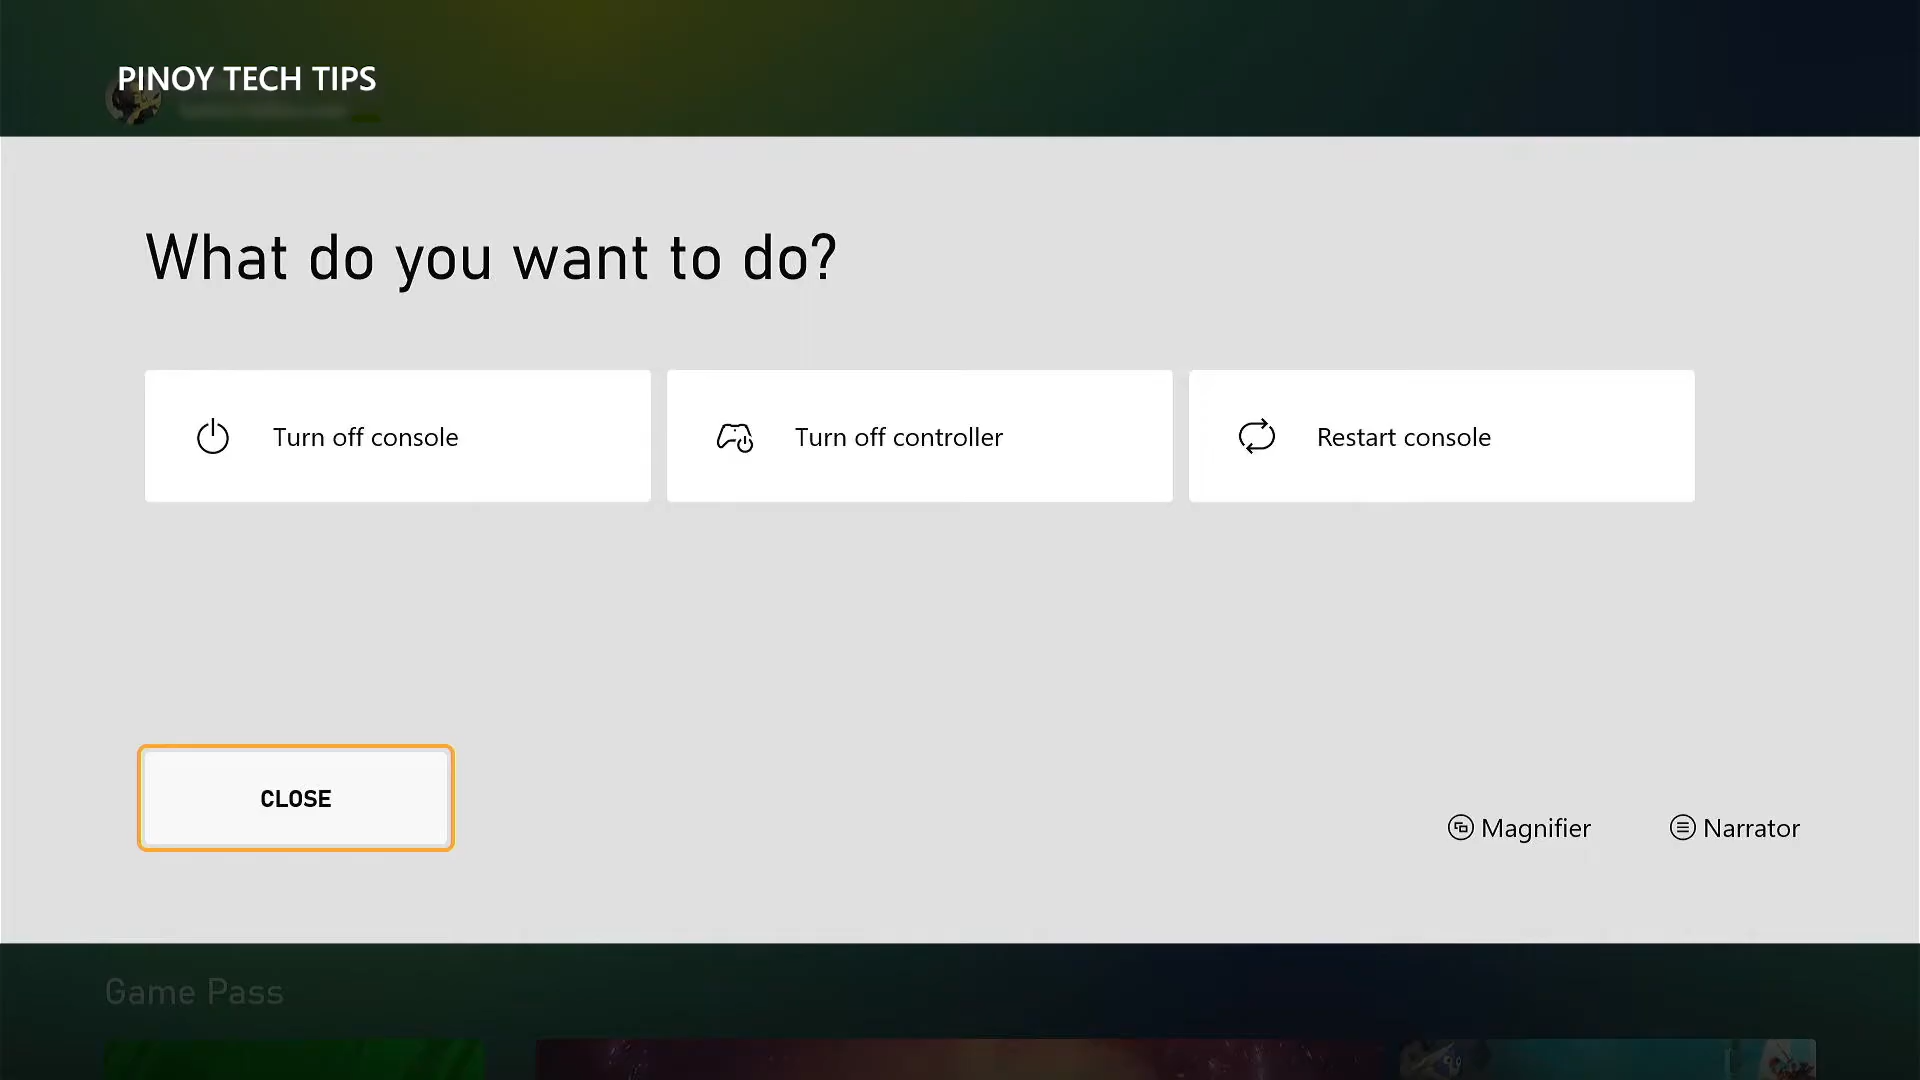 PINOY TECH TIPS
What do you want to do?
Turn off console
Turn off controller
Restart console
CLOSE
Magnifier
Narrator
Game Pass